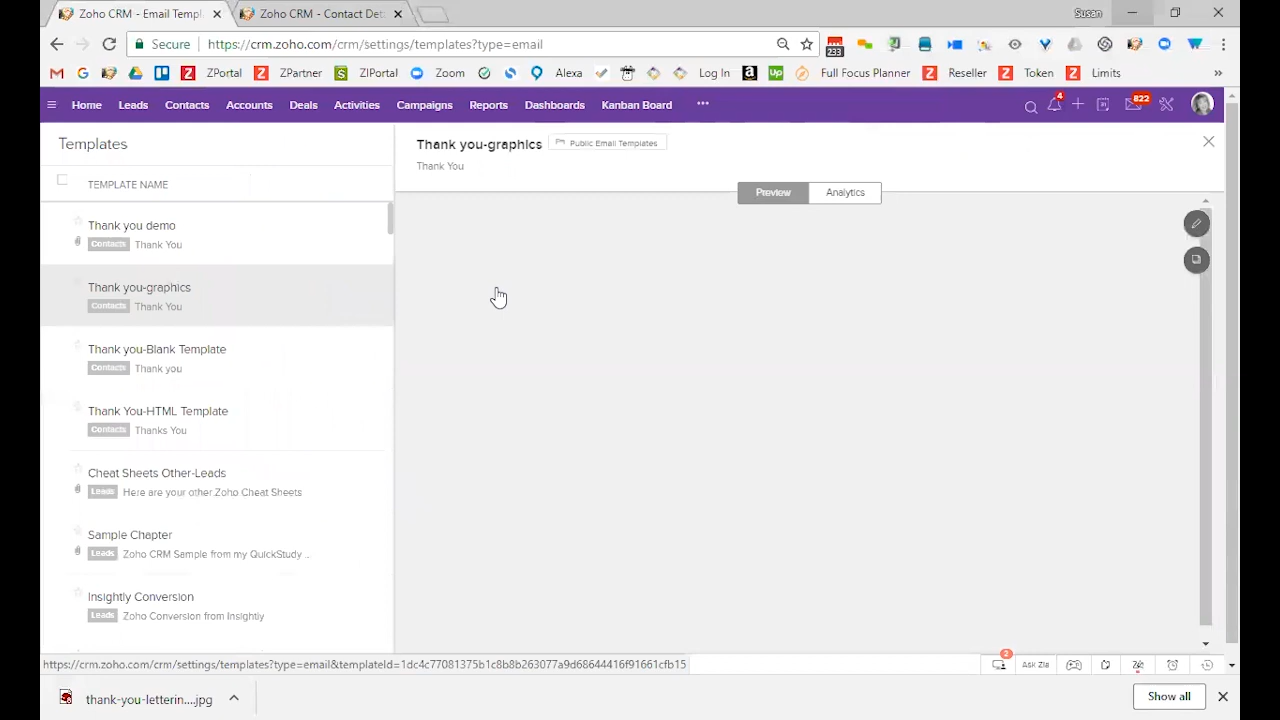 Zoho CRM - Email Templ
Zoho CRM - Contact Det
Susan
Secure
https://crm.zoho.com/crm/settings/templates?type=email
233
ZPortal
ZPartner
ZIPortal
Zoom
Alexa
Log In
Full Focus Planner
Reseller
Token
Limits
»
Home
Leads
Contacts
Accounts
Deals
Activities
Campaigns
Reports
Dashboards
Kanban Board
•••
4
822
Templates
TEMPLATE NAME
Thank you demo
Contacts Thank You
Thank you-graphics
Contacts Thank You
Thank you-Blank Template
Contacts Thank you
Thank You-HTML Template
Contacts Thanks You
Cheat Sheets Other-Leads
Leads Here are your other Zoho Cheat Sheets
Sample Chapter
Leads Zoho CRM Sample from my QuickStudy ...
Insightly Conversion
Leads Zoho Conversion from Insightly
Thank you-graphics
Public Email Templates
Thank You
Preview
Analytics
https://crm.zoho.com/crm/settings/templates?type=email&templateId=1dc4c77081375b1c8b8b263077a9d68644416f91661cfb15
2
Ask Zia
thank-you-letterin....jpg
Show all